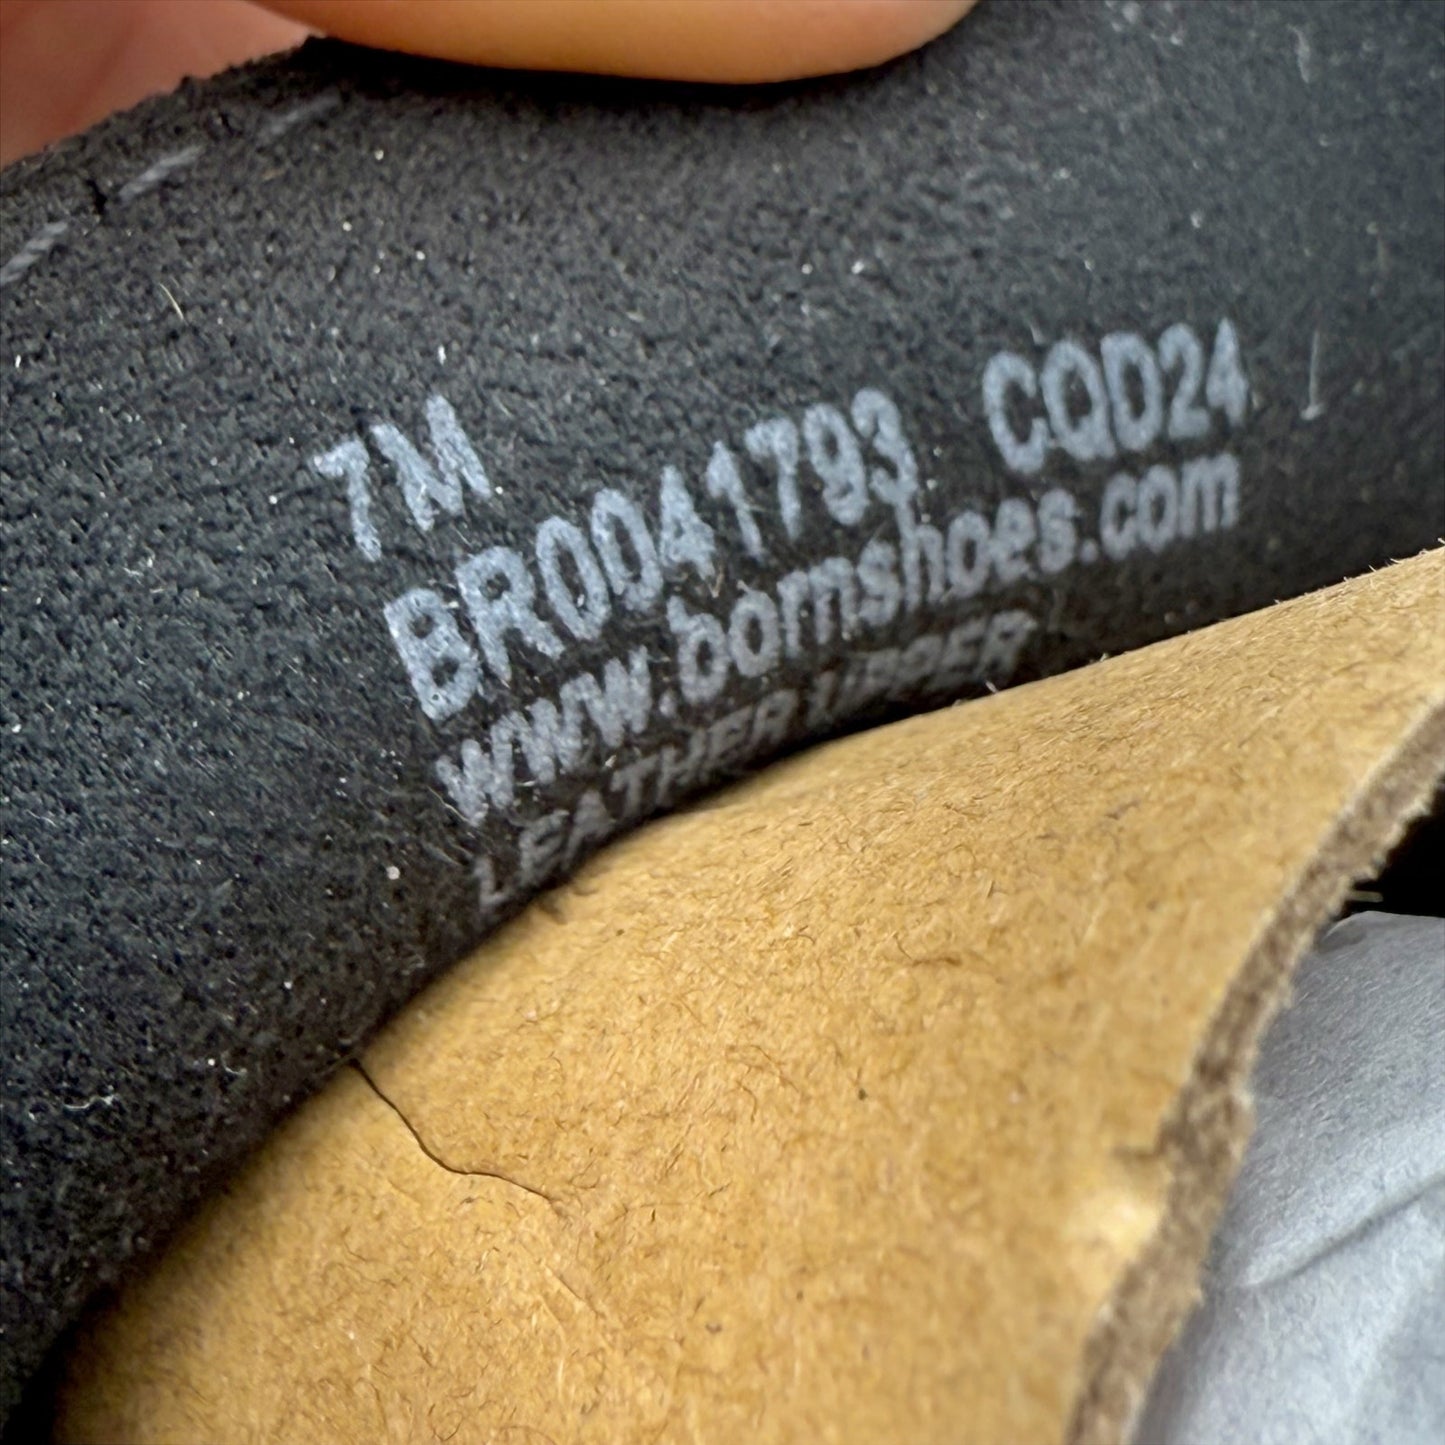 7M
BR0041793 CQD24
www.bornshoes.com
LEATHER UPPER